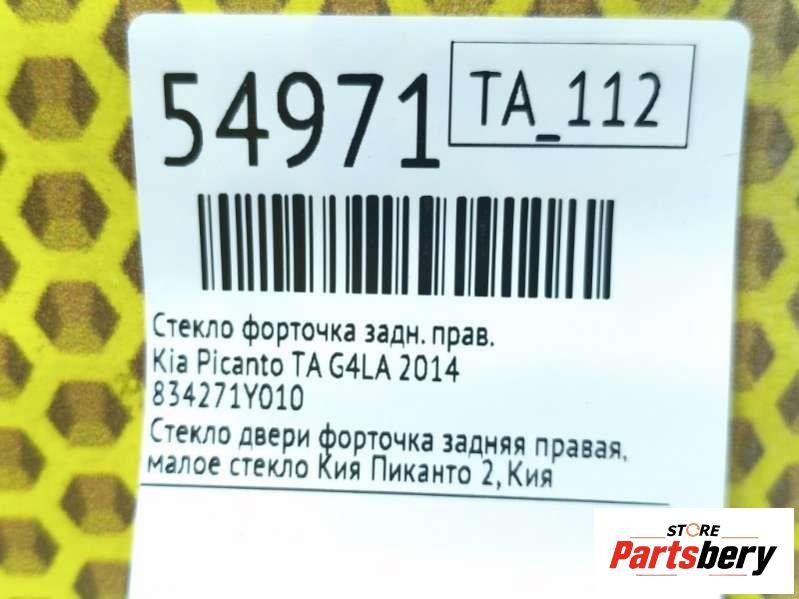 54971
TA_112
Стекло форточка задн. прав.
Kia Picanto TA G4LA 2014
834271Y010
Стекло двери форточка задняя правая,
малое стекло Кия Пиканто 2, Кия
STORE
Partsbery